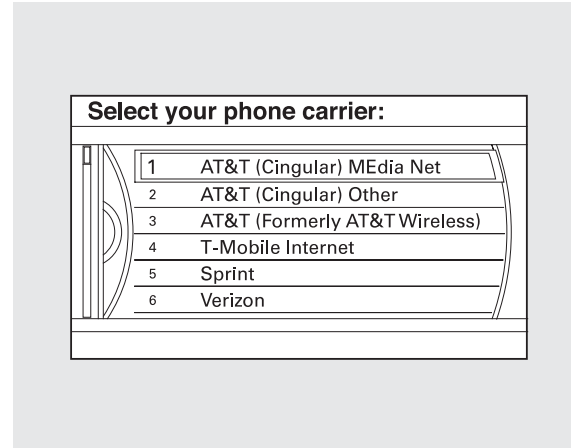 Select your phone carrier:
1 AT&T (Cingular) MEdia Net
2 AT&T (Cingular) Other
3 AT&T (Formerly AT&T Wireless)
4 T-Mobile Internet
5 Sprint
6 Verizon